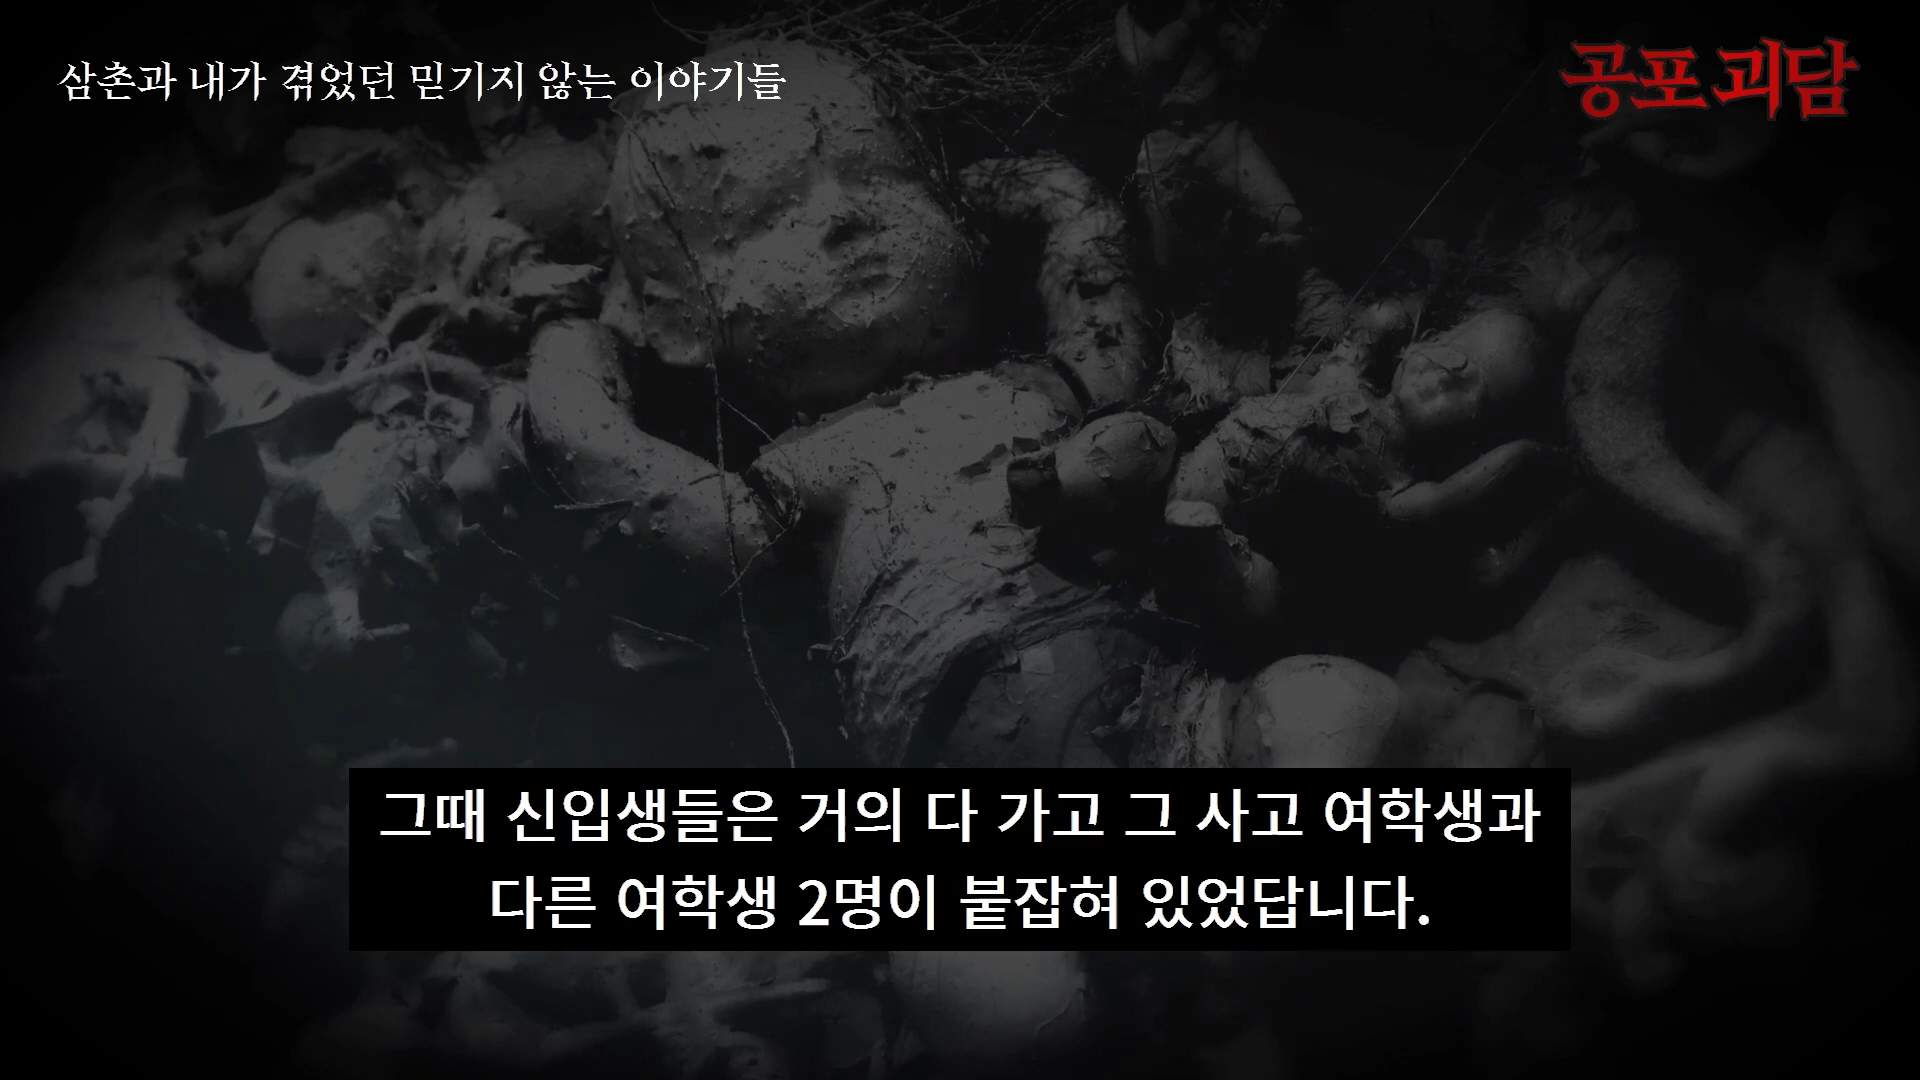 삼촌과 내가 겪었던 믿기지 않는 이야기들
공포 괴담
그때 신입생들은 거의 다 가고 그 사고 여학생과
다른 여학생 2명이 붙잡혀 있었답니다.